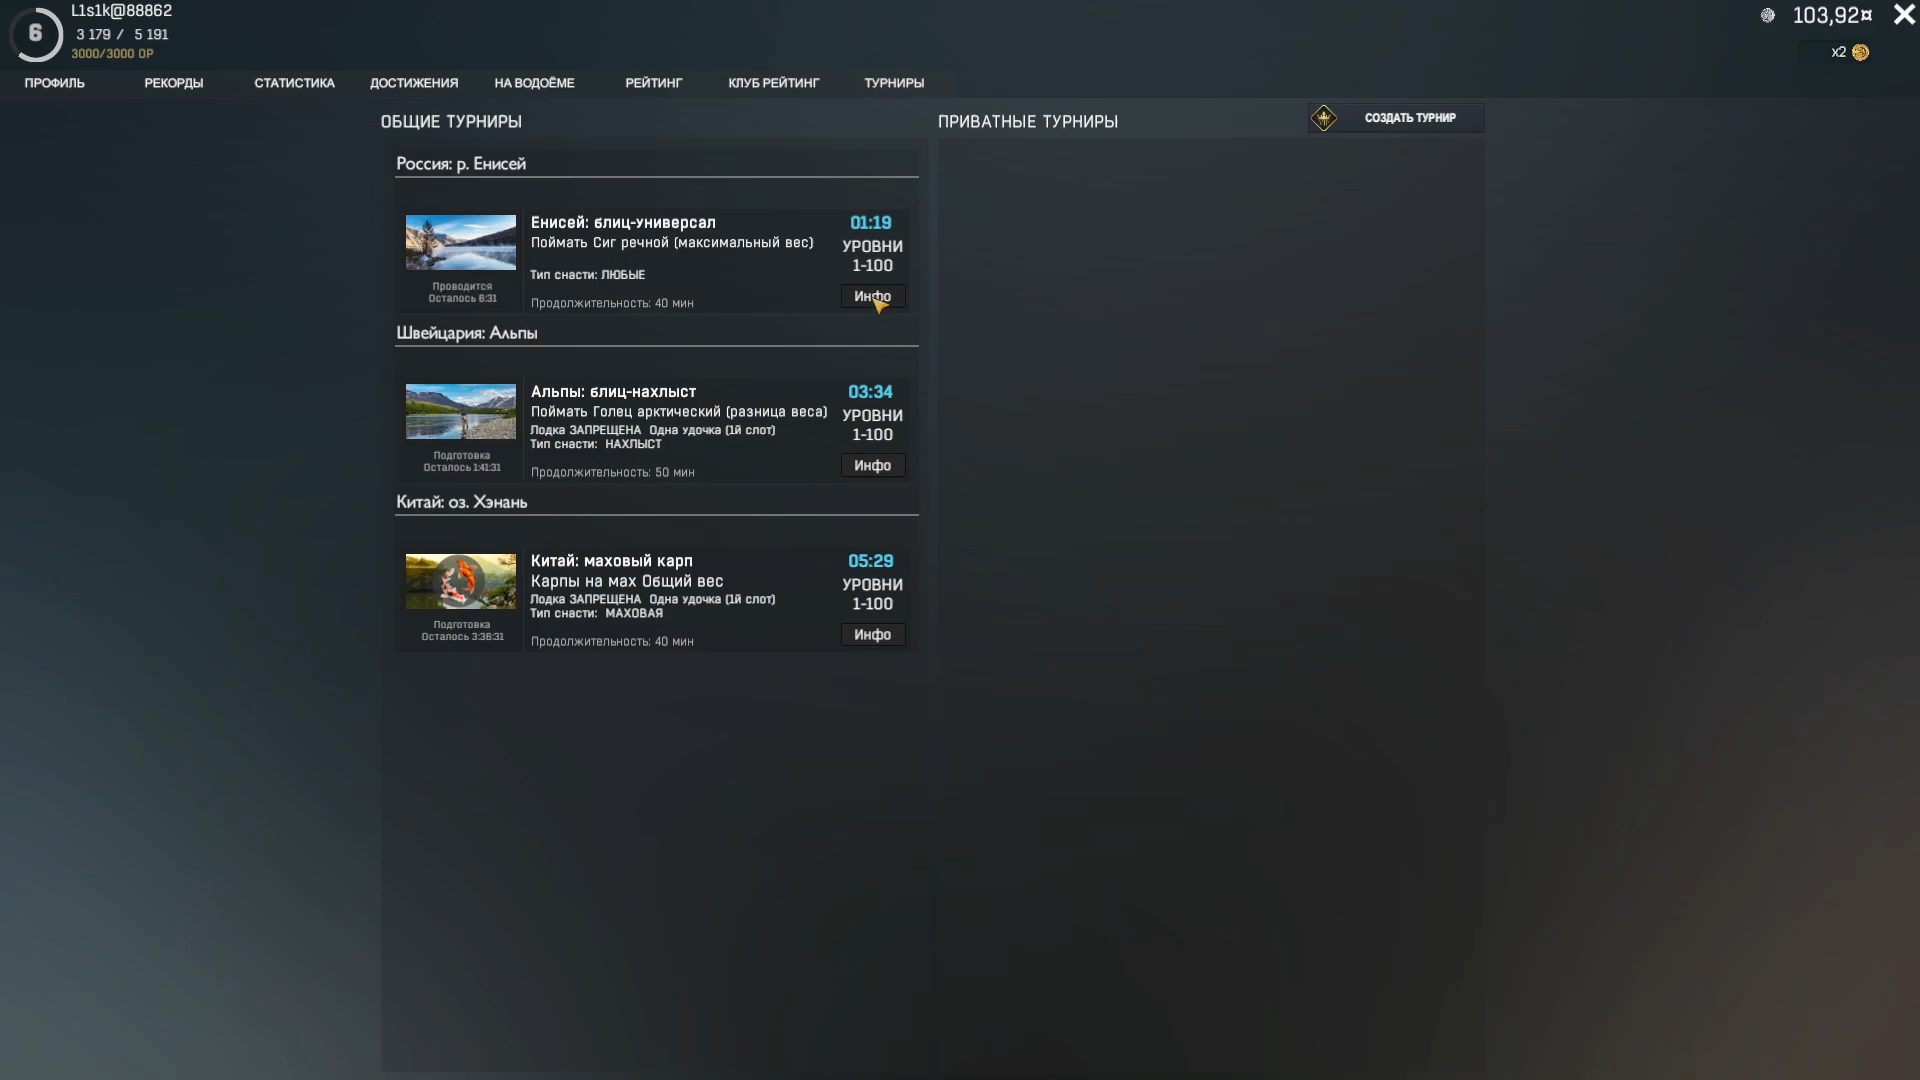 6
L1s1k@88862
3 179 / 5 191
3000/3000 OP
103,92¤
x2
ПРОФИЛЬ РЕКОРДЫ СТАТИСТИКА ДОСТИЖЕНИЯ НА ВОДОЁМЕ РЕЙТИНГ КЛУБ РЕЙТИНГ ТУРНИРЫ
ОБЩИЕ ТУРНИРЫ
Россия: р. Енисей
Енисей: блиц-универсал
Поймать Сиг речной (максимальный вес)
Тип снасти: ЛЮБЫЕ
Продолжительность: 40 мин
Проводится
Осталось 6:31
01:19
УРОВНИ
1-100
Инфо
Швейцария: Альпы
Альпы: блиц-нахлыст
Поймать Голец арктический (разница веса)
Лодка ЗАПРЕЩЕНА Одна удочка (1й слот)
Тип снасти: НАХЛЫСТ
Продолжительность: 50 мин
Подготовка
Осталось 1:41:31
03:34
УРОВНИ
1-100
Инфо
Китай: оз. Хэнань
Китай: маховый карп
Карпы на мах Общий вес
Лодка ЗАПРЕЩЕНА Одна удочка (1й слот)
Тип снасти: МАХОВАЯ
Продолжительность: 40 мин
Подготовка
Осталось 3:36:31
05:29
УРОВНИ
1-100
Инфо
ПРИВАТНЫЕ ТУРНИРЫ
СОЗДАТЬ ТУРНИР